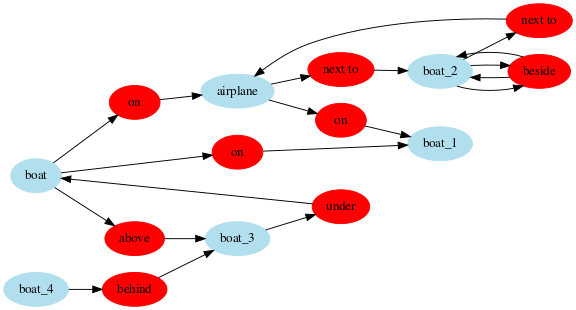 next to
next to
boat_2
beside
airplane
on
on
boat_1
on
boat
under
above
boat_3
boat_4
behind